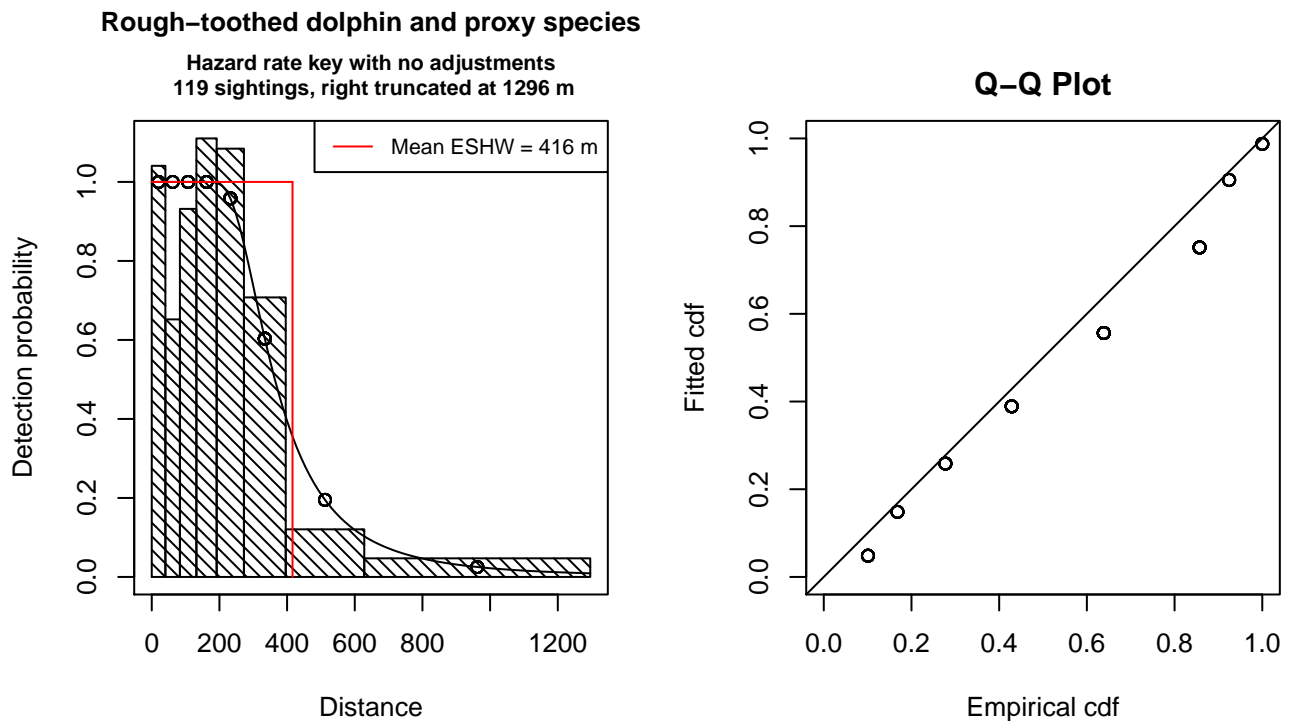 Rough−toothed dolphin and proxy species
Hazard rate key with no adjustments
119 sightings, right truncated at 1296 m
Mean ESHW = 416 m
Detection probability
0.0 0.2 0.4 0.6 0.8 1.0
0 200 400 600 800 1200
Distance
Q−Q Plot
Fitted cdf
0.0 0.2 0.4 0.6 0.8 1.0
0.0 0.2 0.4 0.6 0.8 1.0
Empirical cdf